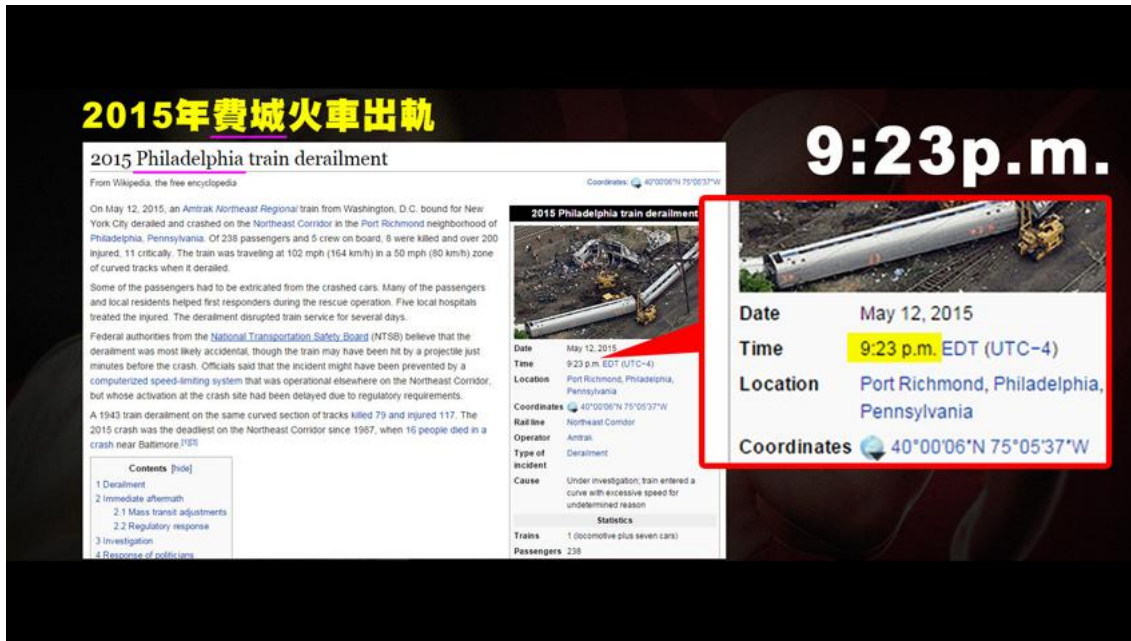 2015年費城火車出軌
9:23p.m.
2015 Philadelphia train derailment
From Wikipedia, the free encyclopedia
Coordinates: 40°00'06"N 75°05'37"W
On May 12, 2015, an Amtrak Northeast Regional train from Washington, D.C. bound for New
York City derailed and crashed on the Northeast Corridor in the Port Richmond neighborhood of
Philadelphia, Pennsylvania. Of 238 passengers and 5 crew on board, 8 were killed and over 200
injured, 11 critically. The train was traveling at 102 mph (164 km/h) in a 50 mph (80 km/h) zone
of curved tracks when it derailed.
Some of the passengers had to be extricated from the crashed cars. Many of the passengers
and local residents helped first responders during the rescue operation. Five local hospitals
treated the injured. The derailment disrupted train service for several days.
Federal authorities from the National Transportation Safety Board (NTSB) believe that the
derailment was most likely accidental, though the train may have been hit by a projectile just
minutes before the crash. Officials said that the incident might have been prevented by a
computerized speed-limiting system that was operational elsewhere on the Northeast Corridor,
but whose activation at the crash site had been delayed due to regulatory requirements.
A 1943 train derailment on the same curved section of tracks killed 79 and injured 117. The
2015 crash was the deadliest on the Northeast Corridor since 1987, when 16 people died in a
crash near Baltimore.[1][3]
Contents [hide]
1 Derailment
2 Immediate aftermath
2.1 Mass transit adjustments
2.2 Regulatory response
3 Investigation
4 Response of politicians
2015 Philadelphia train derailment
Date May 12, 2015
Time 9:23 p.m. EDT (UTC−4)
Location Port Richmond, Philadelphia,
Pennsylvania
Coordinates 40°00'06"N 75°05'37"W
Rail line Northeast Corridor
Operator Amtrak
Type of Derailment
incident
Cause Under investigation; train entered a
curve with excessive speed for
undetermined reason
Statistics
Trains 1 (locomotive plus seven cars)
Passengers 238
Date May 12, 2015
Time 9:23 p.m. EDT (UTC−4)
Location Port Richmond, Philadelphia,
Pennsylvania
Coordinates 40°00'06"N 75°05'37"W